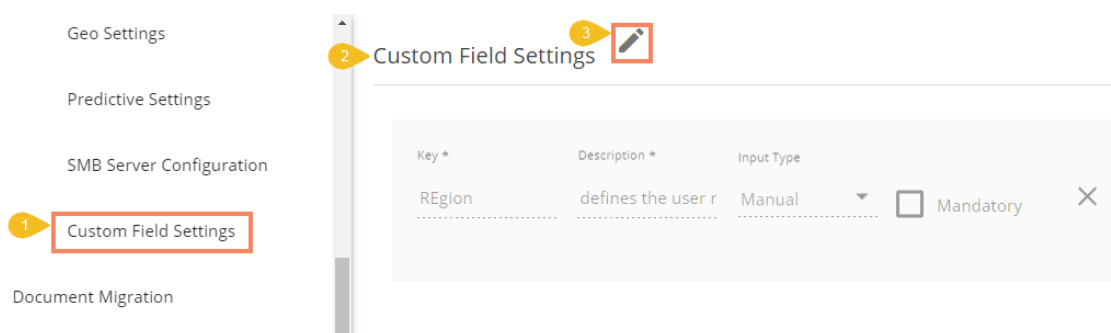 Geo Settings
Predictive Settings
SMB Server Configuration
1
Custom Field Settings
Document Migration
3
2
Custom Field Settings
Key * Description * Input Type
REgion defines the user r Manual Mandatory